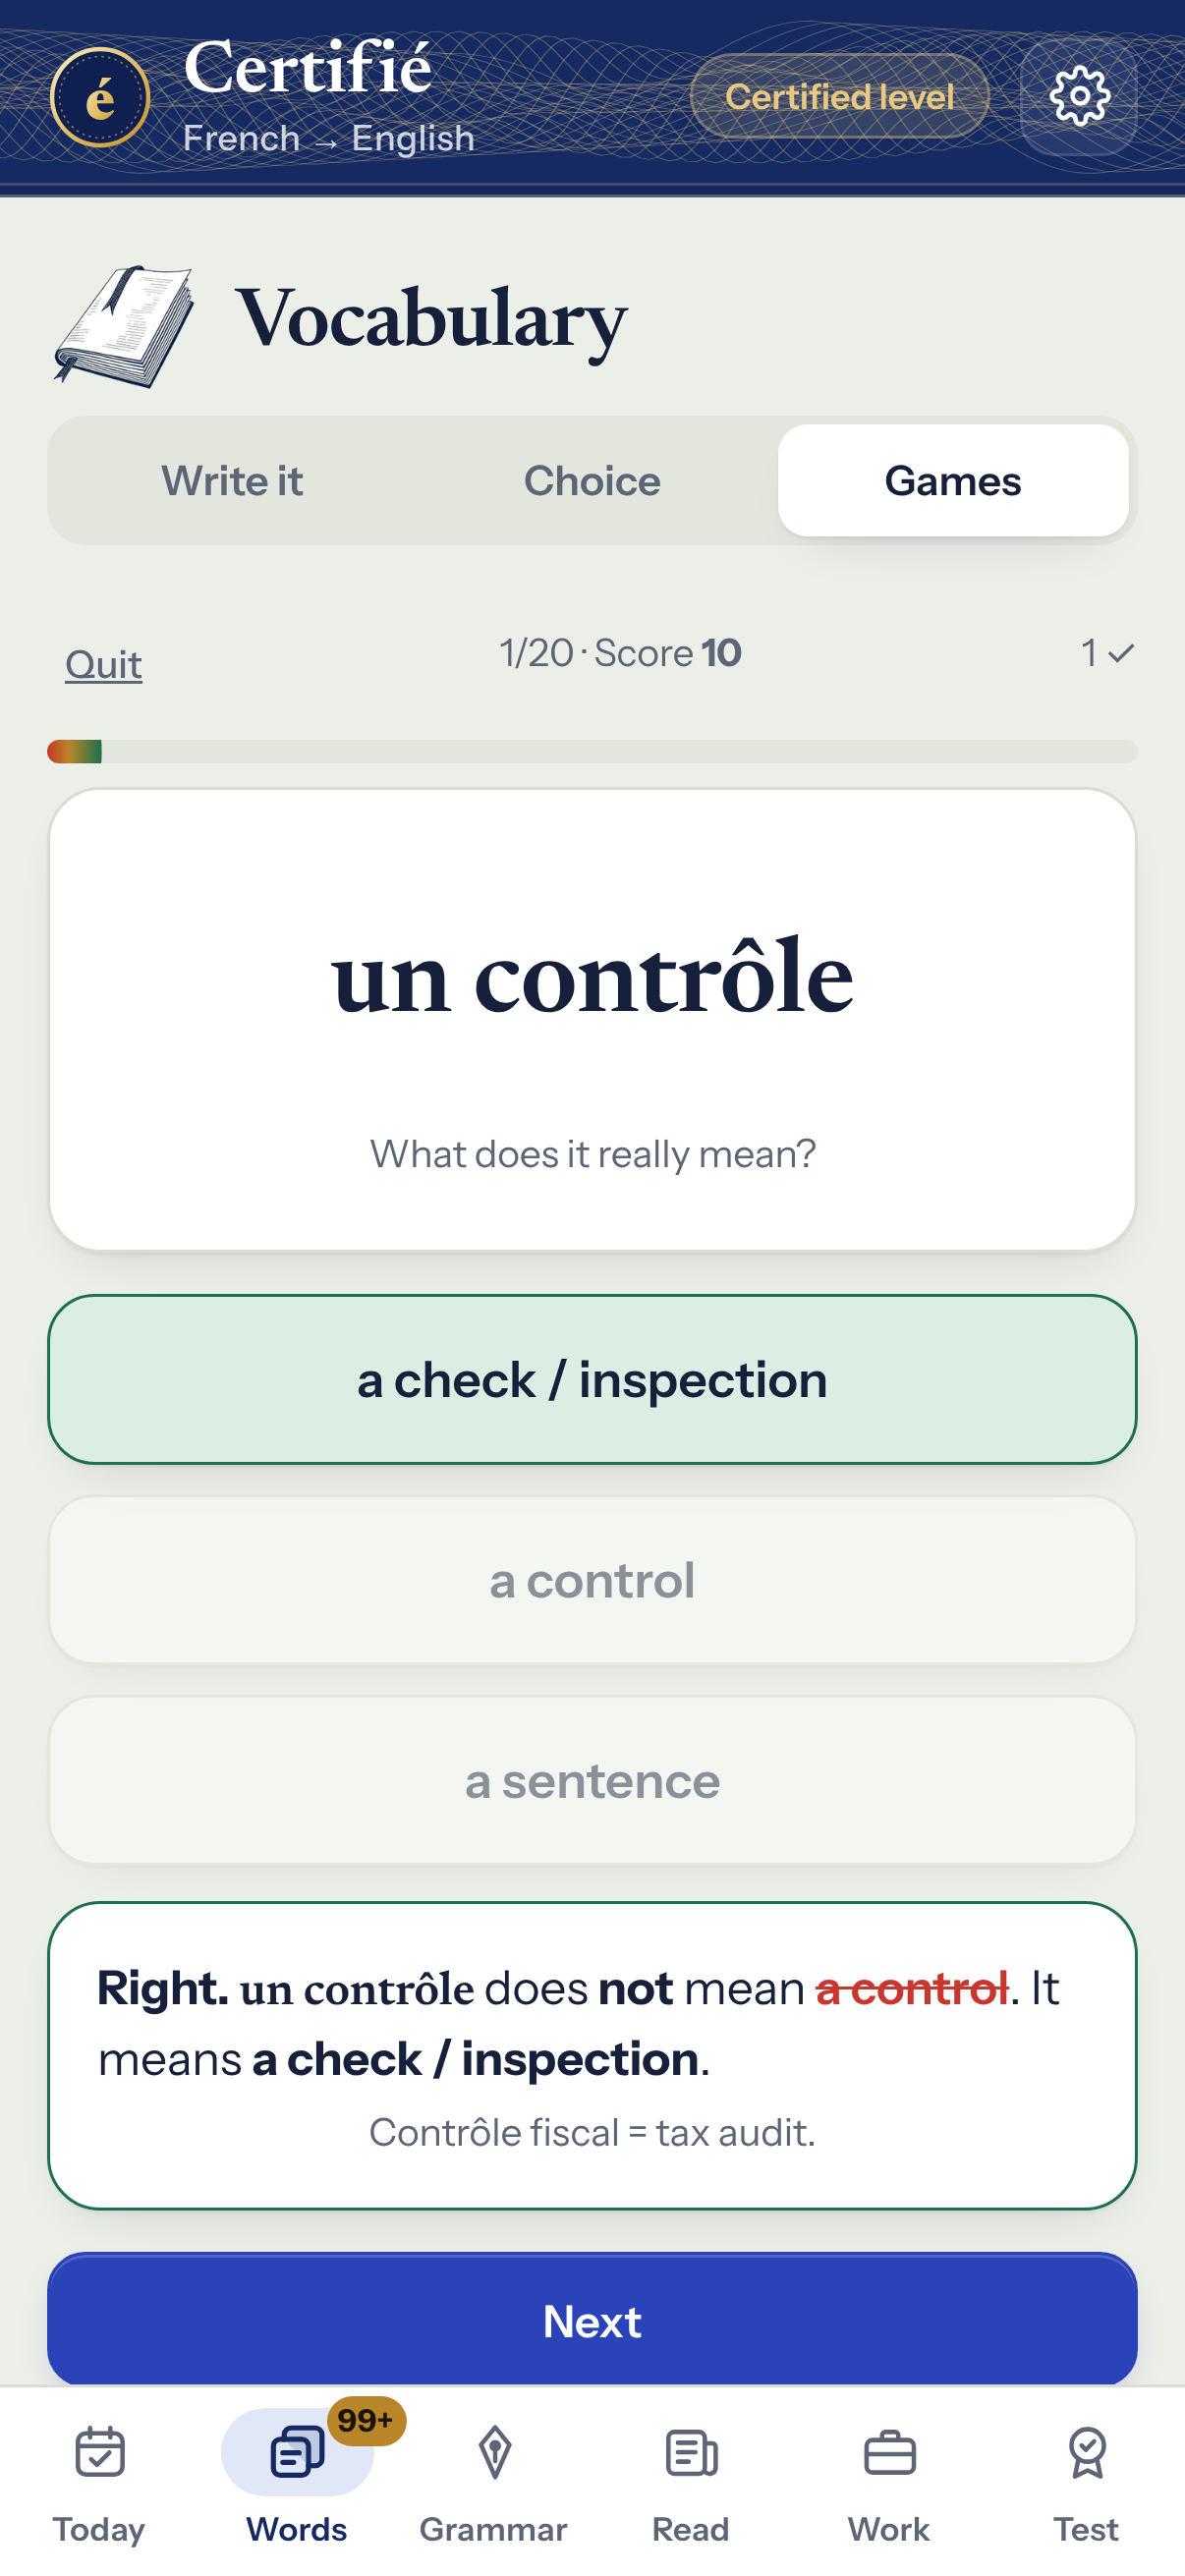 é
Certifié
French → English
Certified level
Vocabulary
Write it
Choice
Games
Quit
1/20 · Score 10
1 ✓
un contrôle
What does it really mean?
a check / inspection
a control
a sentence
Right. un contrôle does not mean a control. It
means a check / inspection.
Contrôle fiscal = tax audit.
Next
99+
Today
Words
Grammar
Read
Work
Test